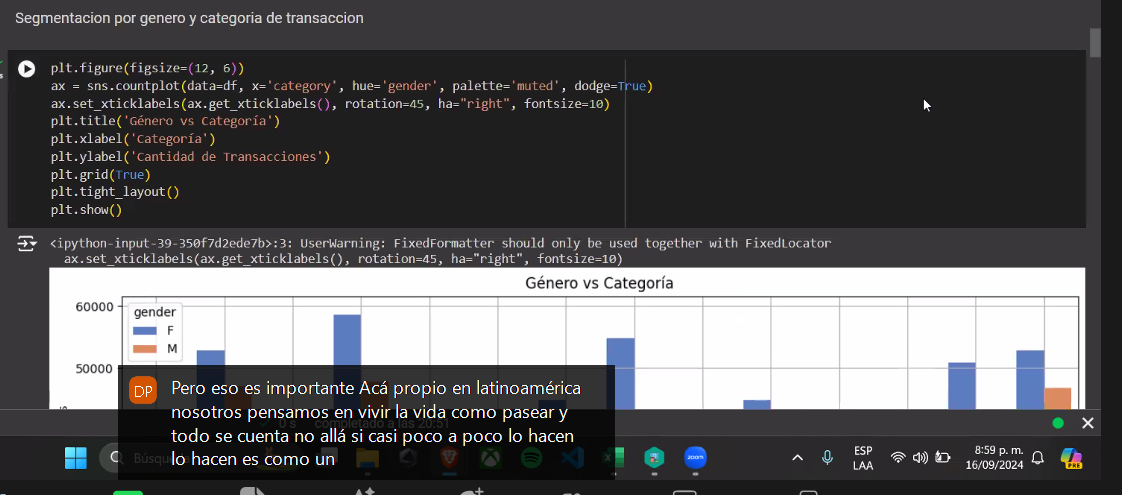 Segmentacion por genero y categoria de transaccion
plt.figure(figsize=(12, 6))
ax = sns.countplot(data=df, x='category', hue='gender', palette='muted', dodge=True)
ax.set_xticklabels(ax.get_xticklabels(), rotation=45, ha="right", fontsize=10)
plt.title('Género vs Categoría')
plt.xlabel('Categoría')
plt.ylabel('Cantidad de Transacciones')
plt.grid(True)
plt.tight_layout()
plt.show()
<ipython-input-39-350f7d2ede7b>:3: UserWarning: FixedFormatter should only be used together with FixedLocator
ax.set_xticklabels(ax.get_xticklabels(), rotation=45, ha="right", fontsize=10)
Género vs Categoría
60000
gender
F
M
50000
DP
Pero eso es importante Acá propio en latinoamérica
nosotros pensamos en vivir la vida como pasear y
todo se cuenta no allá si casi poco a poco lo hacen
lo hacen es como un
0 s completado a las 20:51
zoom
ESP
LAA
8:59 p. m.
16/09/2024
PRE